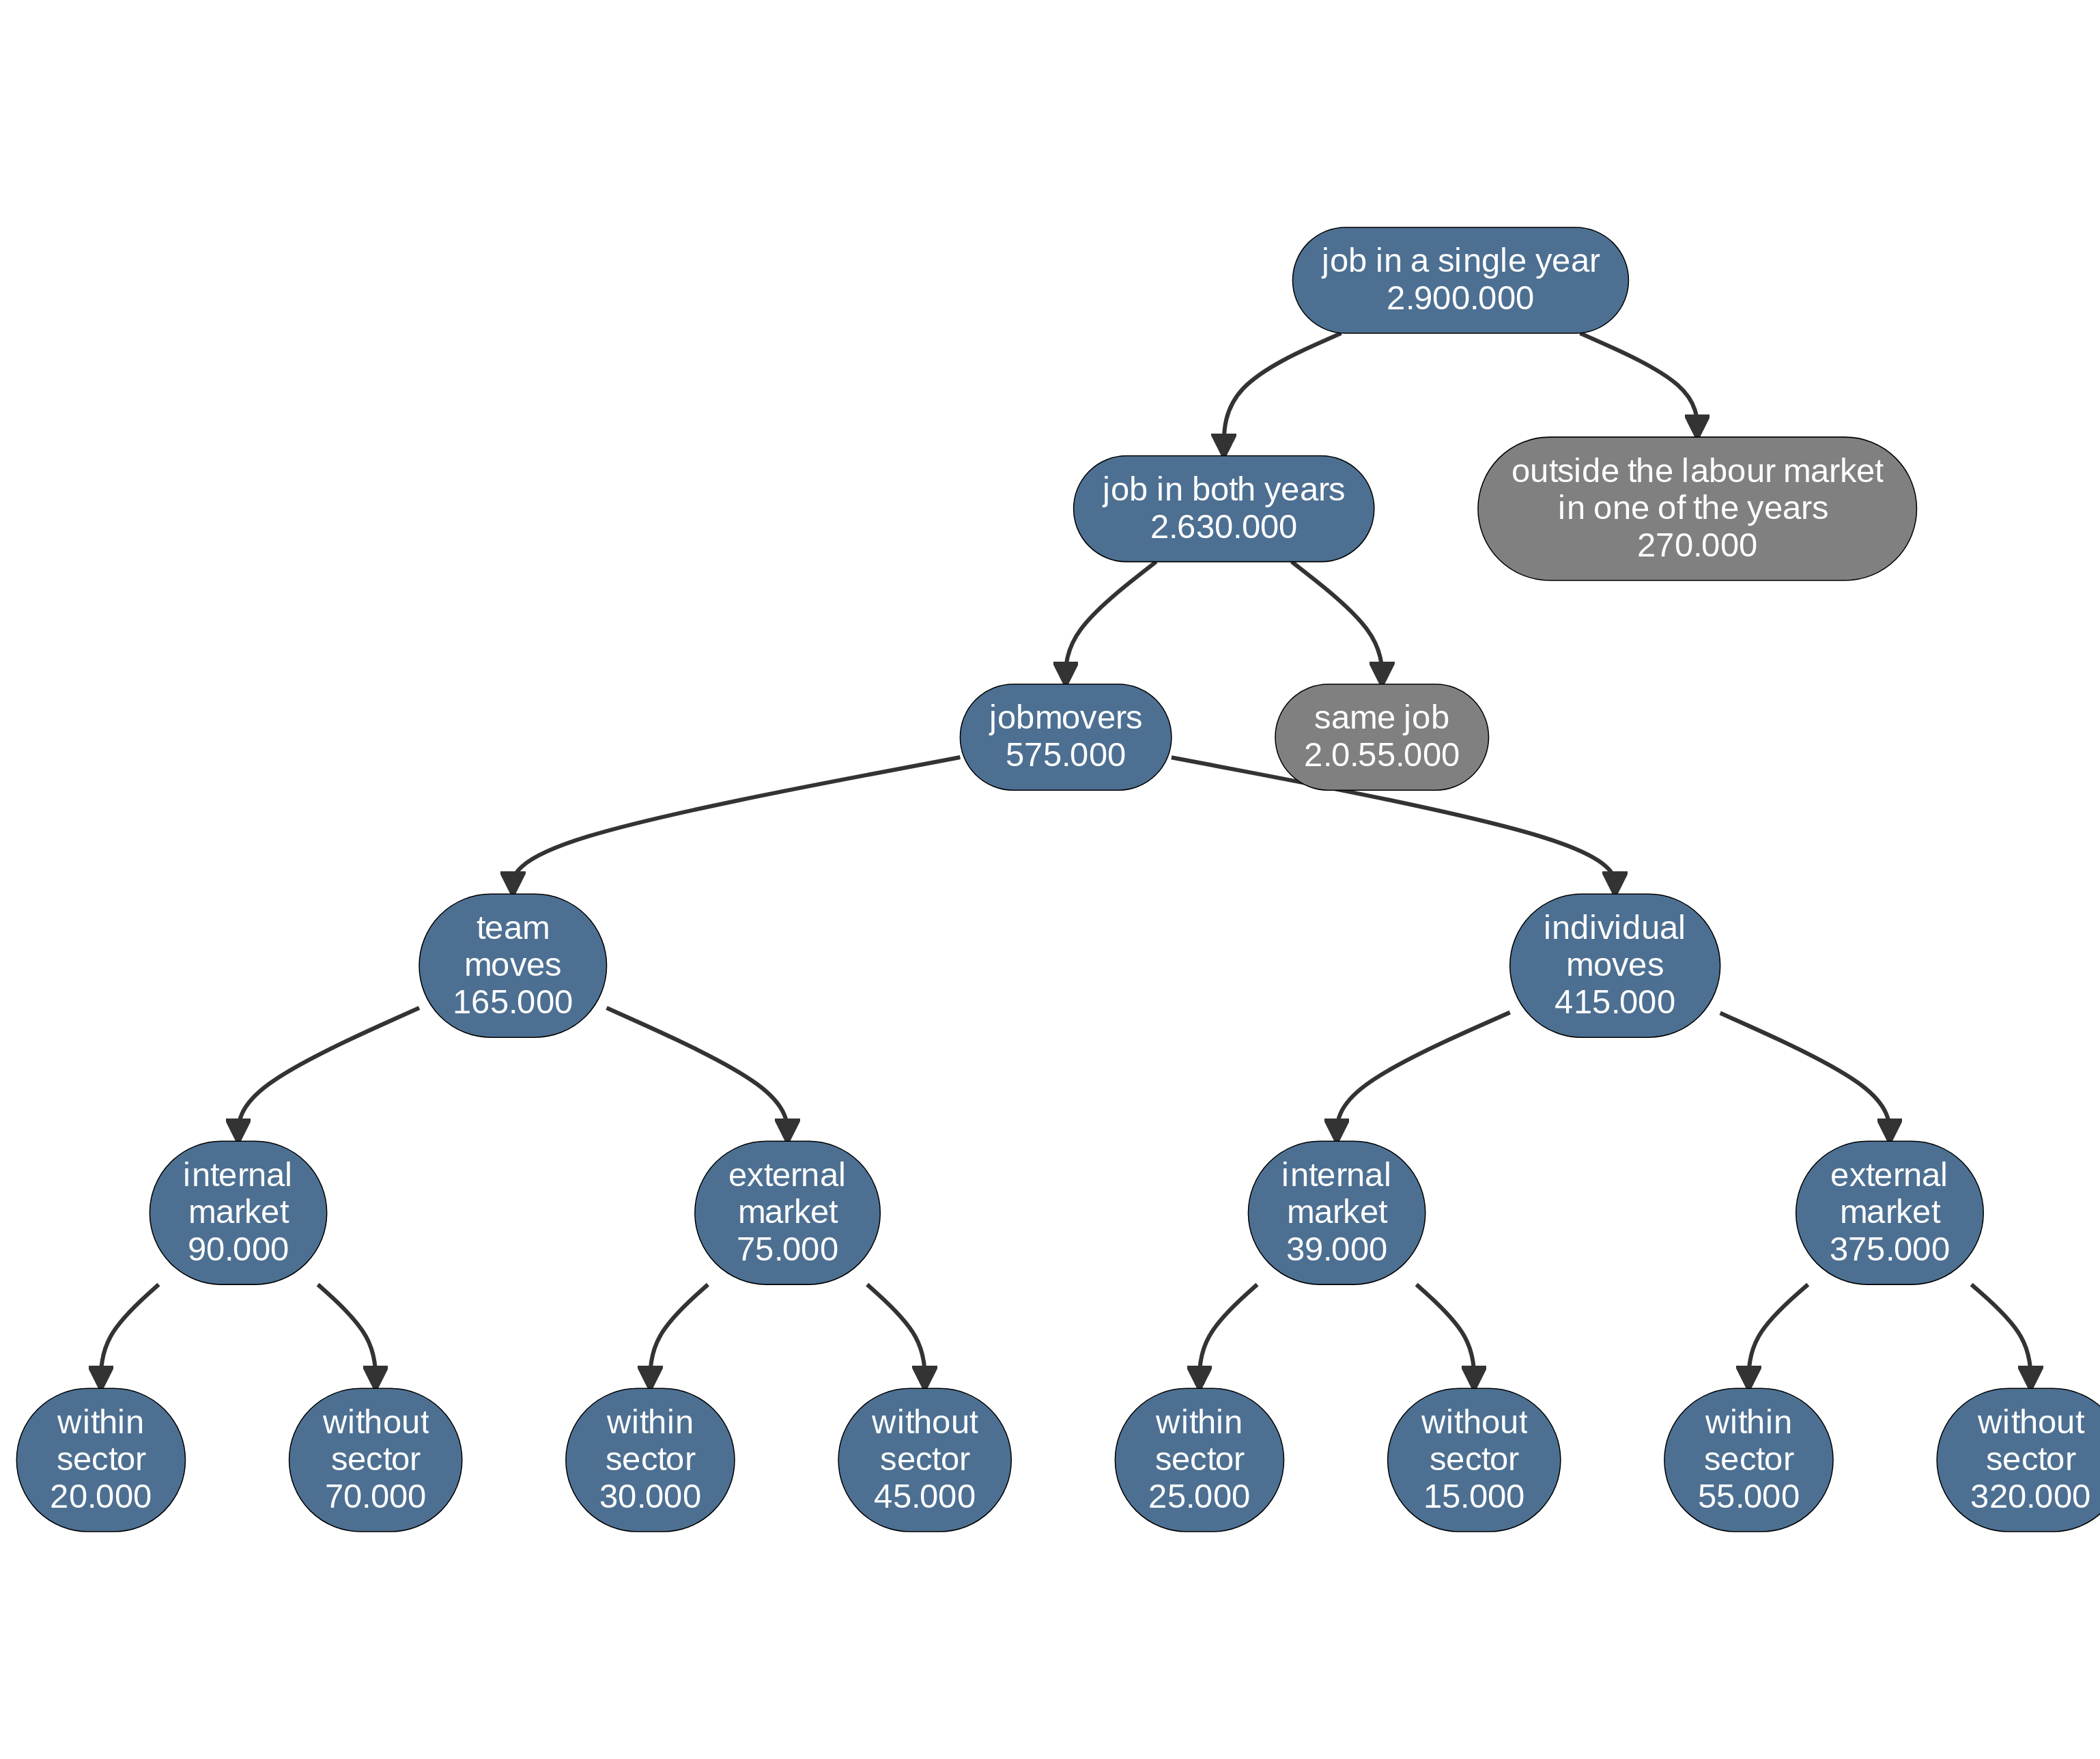 job in a single year
2.900.000
job in both years
2.630.000
outside the labour market
in one of the years
270.000
jobmovers
575.000
same job
2.0.55.000
team
moves
165.000
individual
moves
415.000
internal
market
90.000
external
market
75.000
internal
market
39.000
external
market
375.000
within
sector
20.000
without
sector
70.000
within
sector
30.000
without
sector
45.000
within
sector
25.000
without
sector
15.000
within
sector
55.000
without
sector
320.000